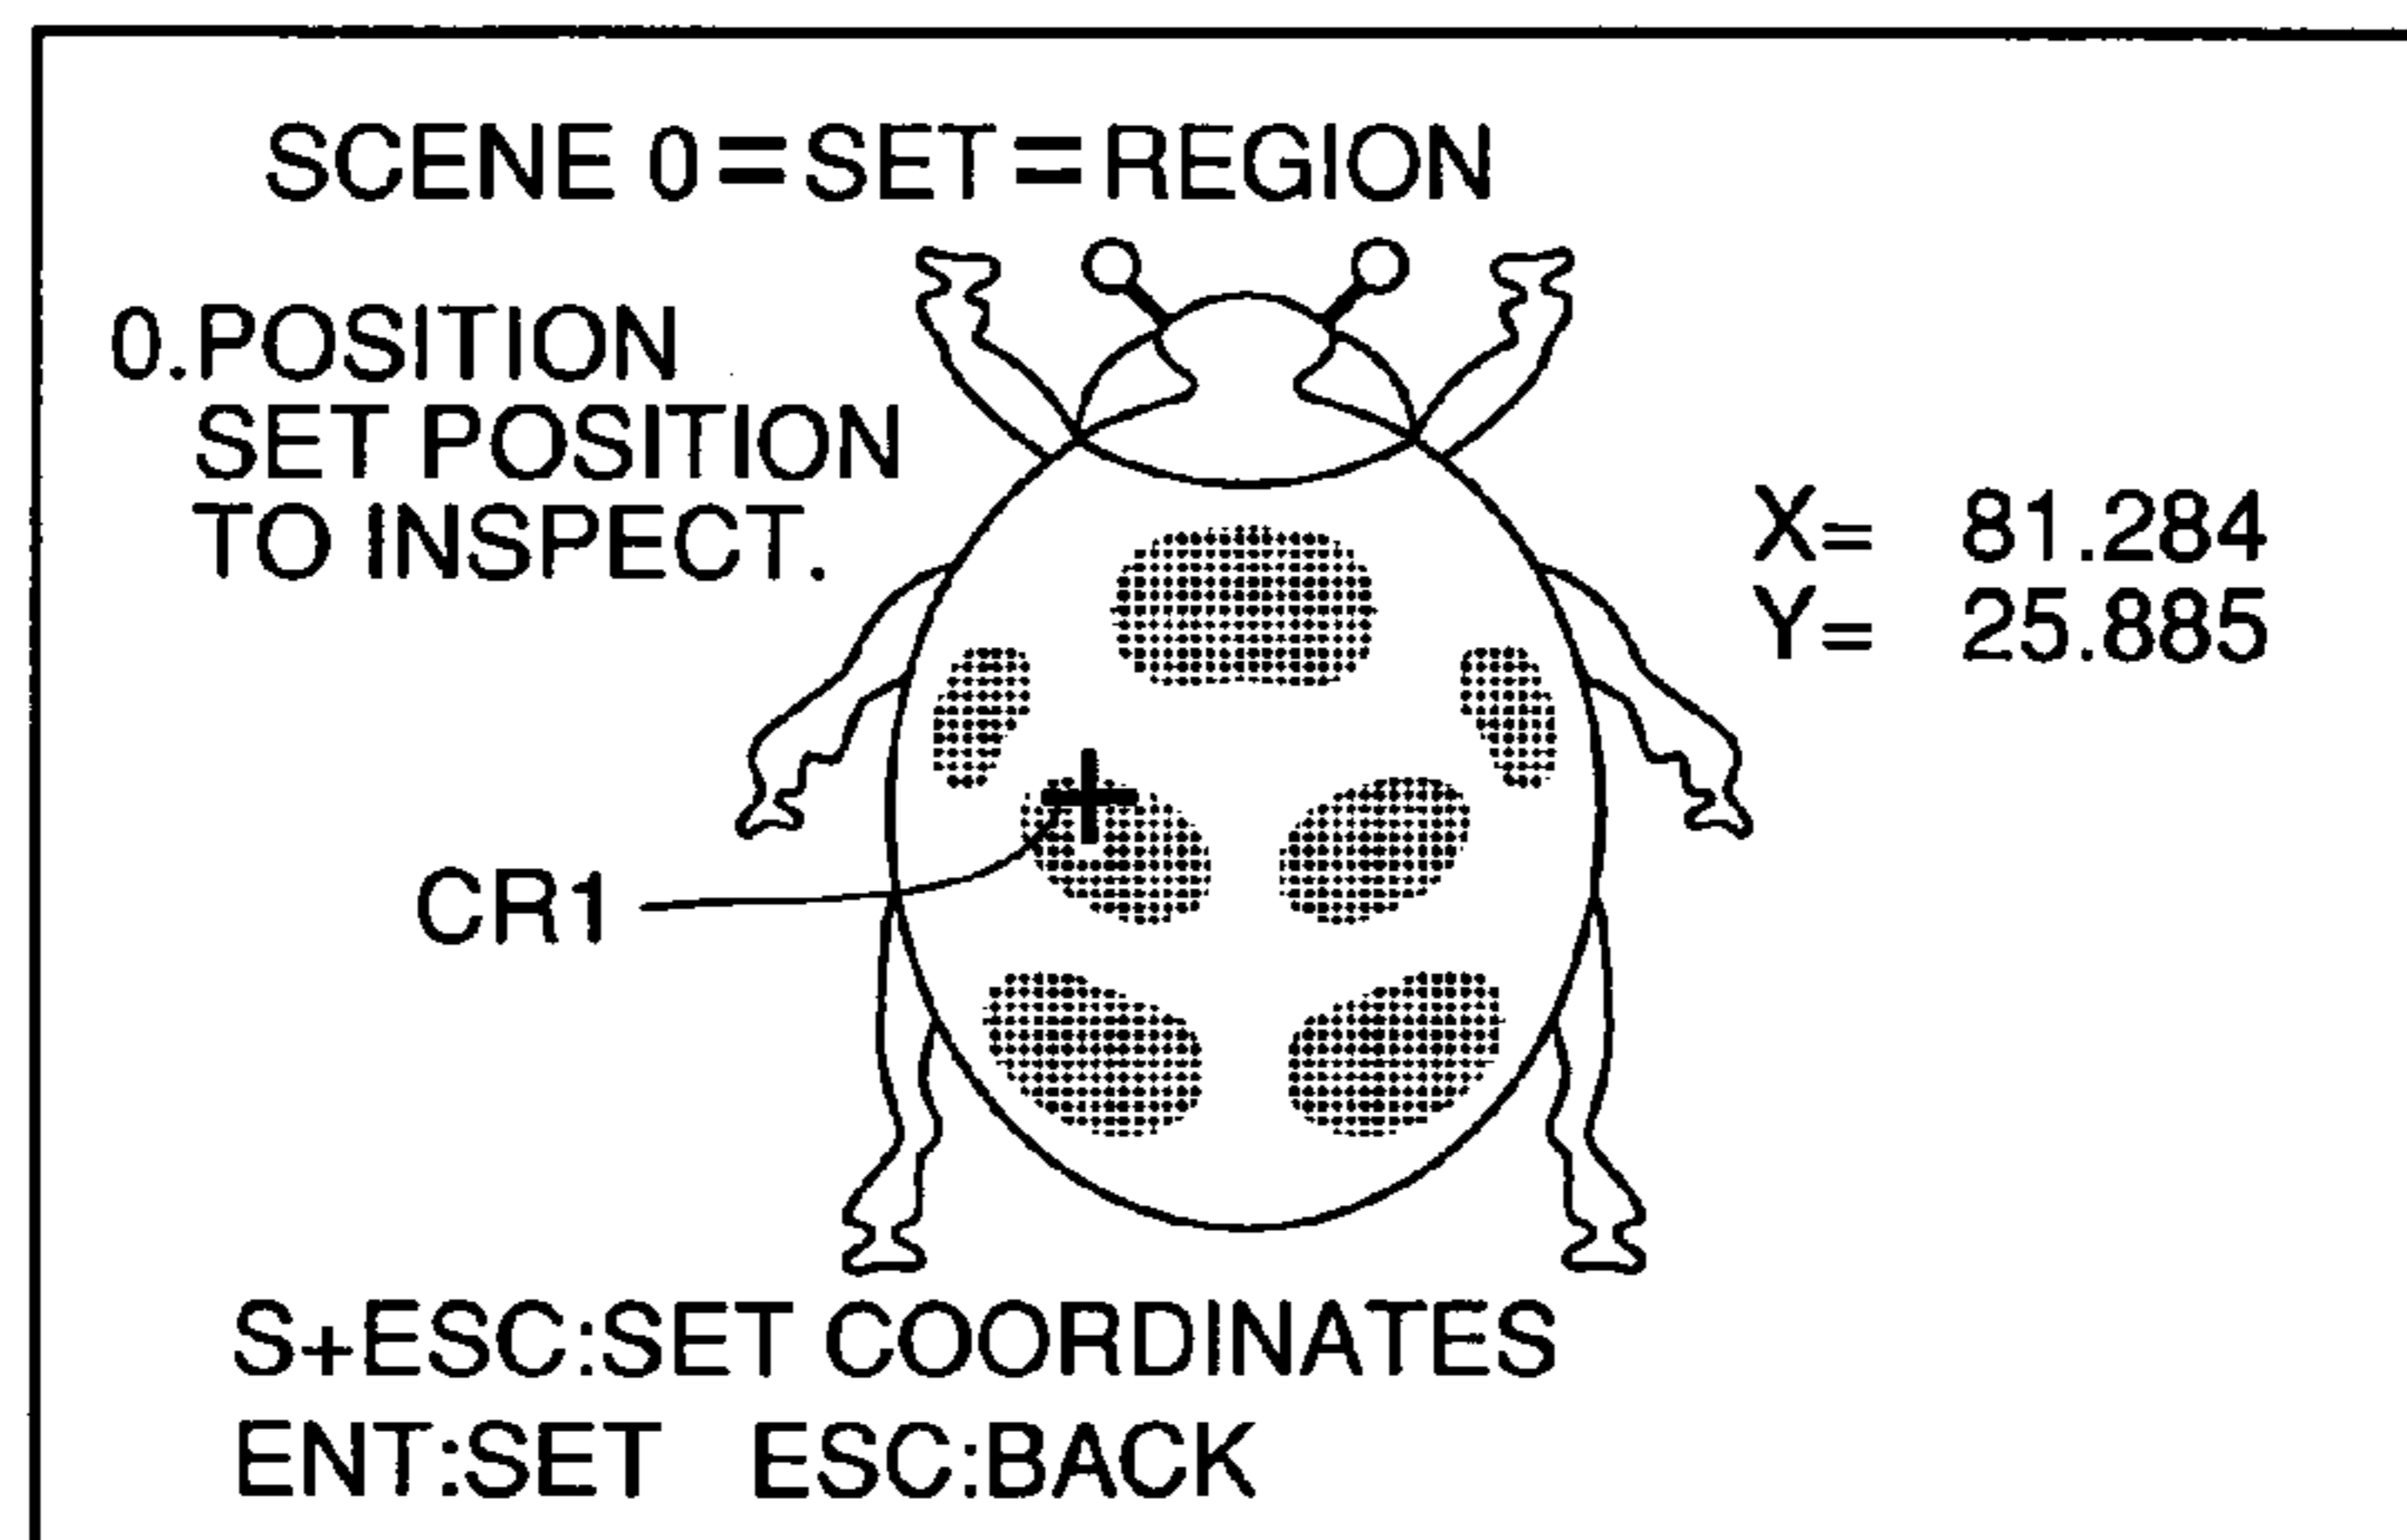 SCENE 0=SET=REGION
0.POSITION
SET POSITION
TO INSPECT.
X= 81.284
Y= 25.885
CR1
S+ESC:SET COORDINATES
ENT:SET ESC:BACK